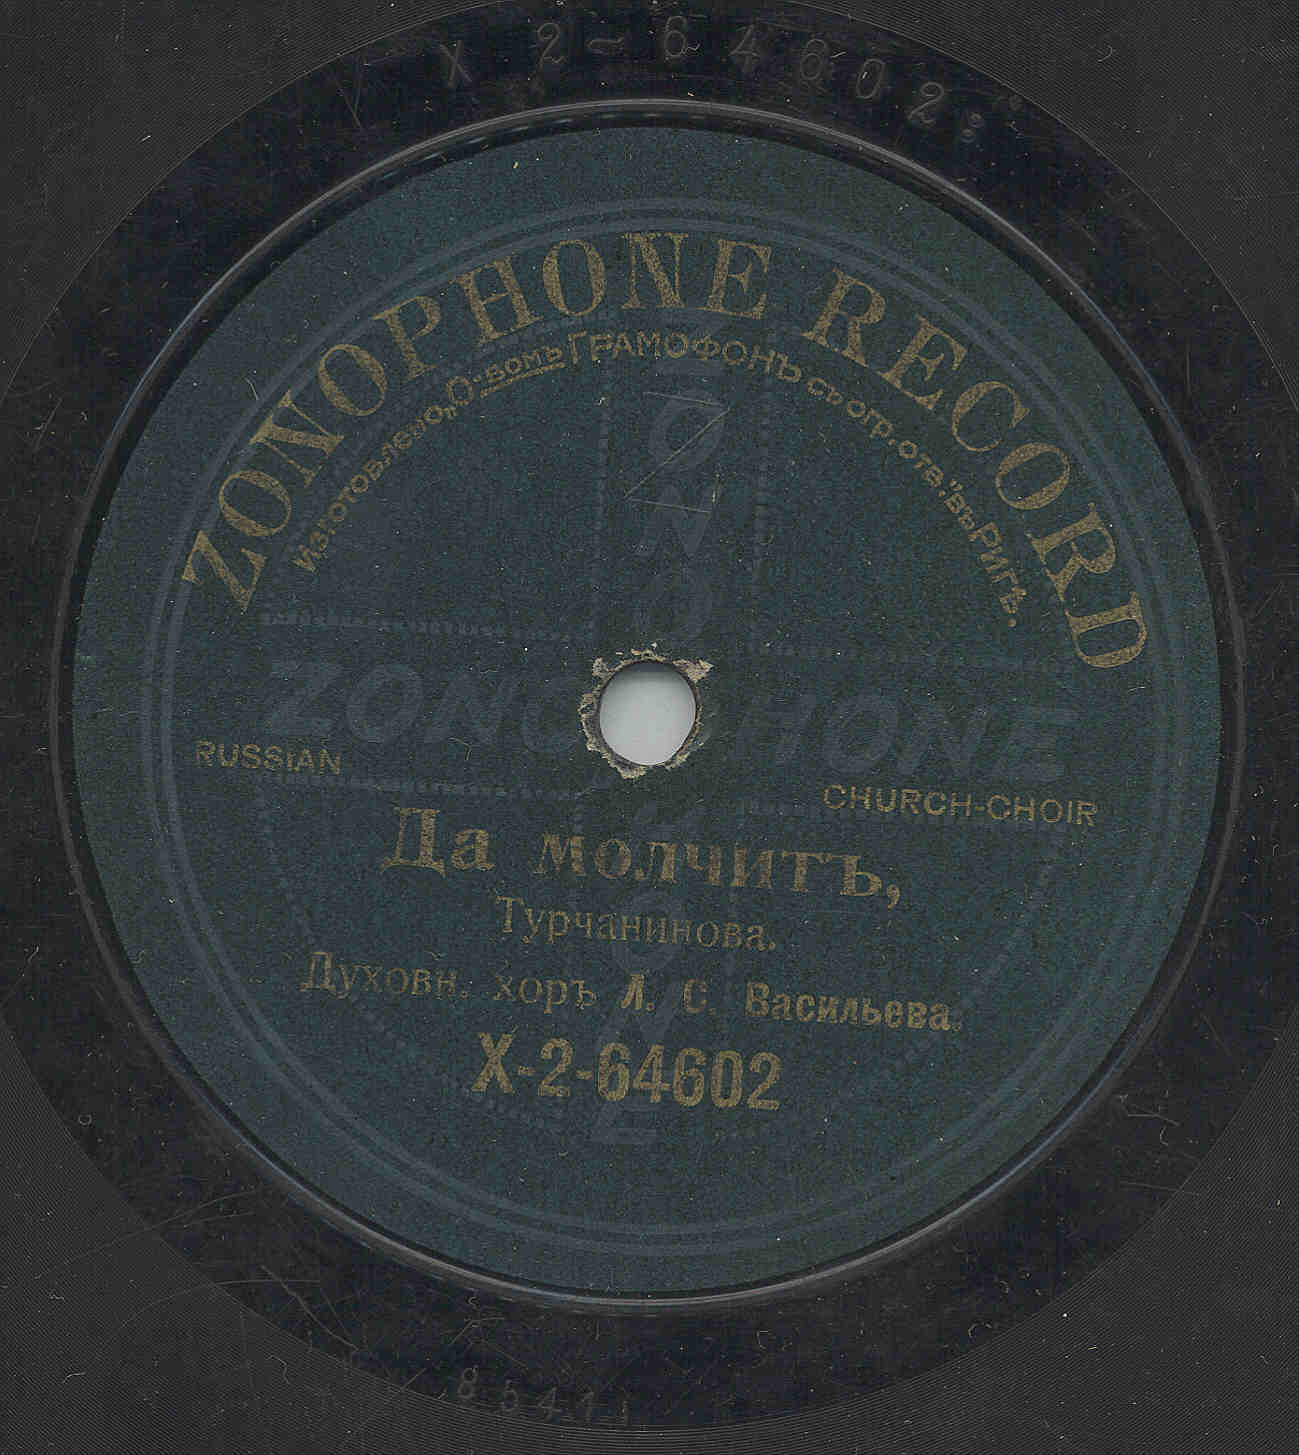 X 2-64602
ZONOPHONE RECORD
Изготовлено „О-вомъ Грамофонъ съ огр. отв." въ Ригѣ.
ZONOPHONE
ZONOPHONE
RUSSIAN CHURCH-CHOIR
Да молчитъ,
Турчанинова.
Духовн. хоръ Л. С. Васильева.
X-2-64602